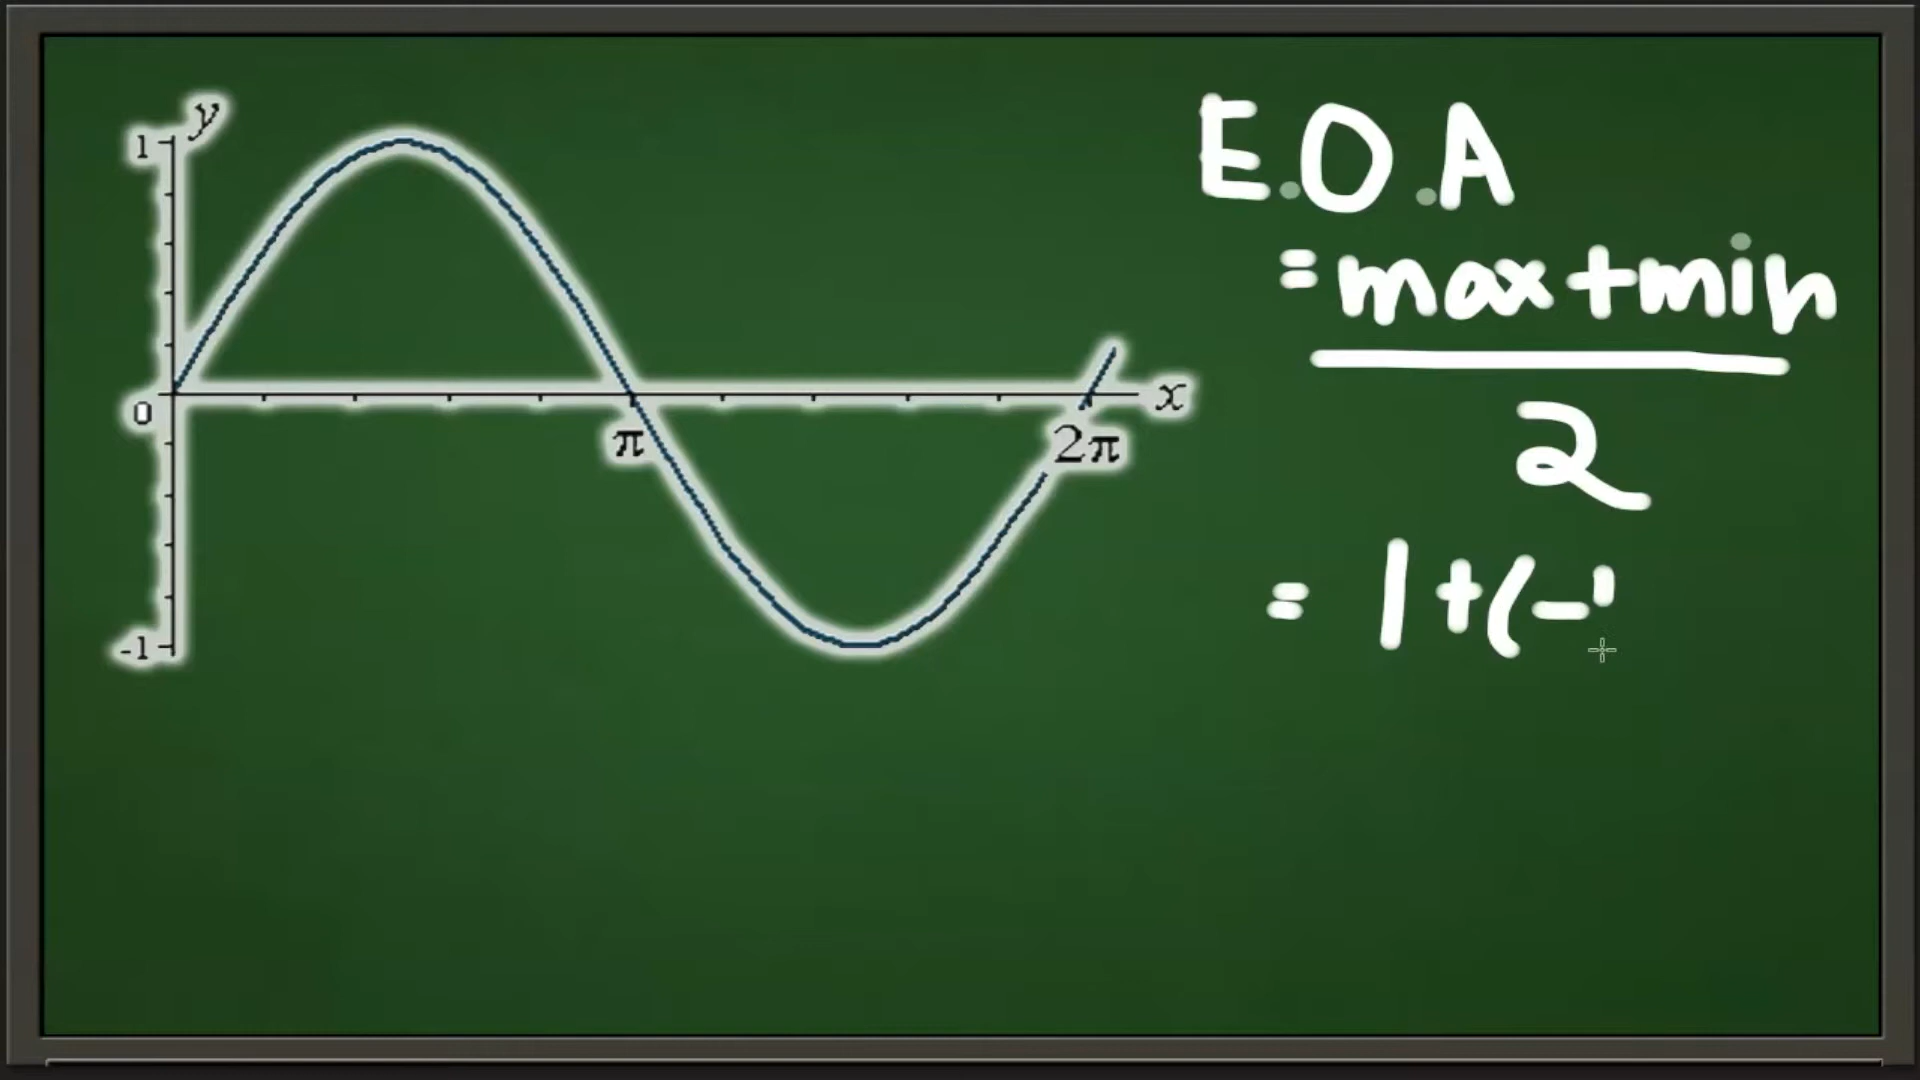 y
1
0
-1
π
2π
x
E.O.A
= max+min
2
= 1+(-1